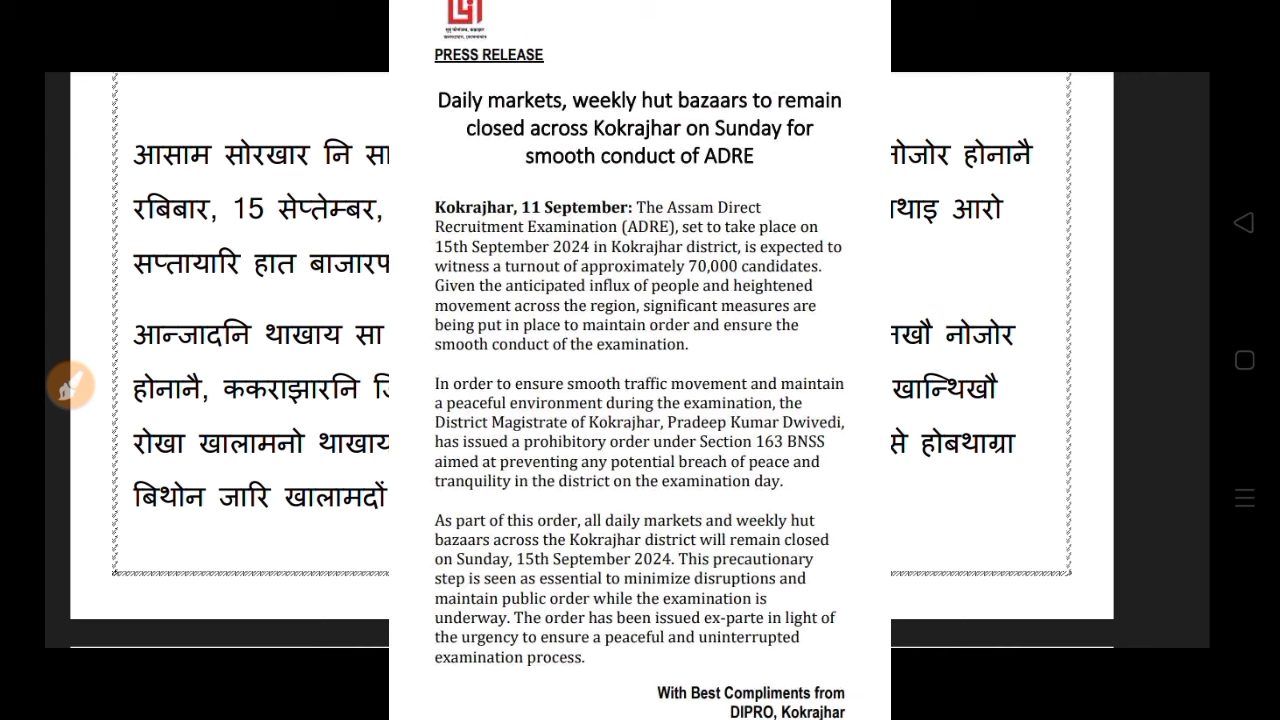 PRESS RELEASE
Daily markets, weekly hut bazaars to remain
closed across Kokrajhar on Sunday for
smooth conduct of ADRE
Kokrajhar, 11 September: The Assam Direct
Recruitment Examination (ADRE), set to take place on
15th September 2024 in Kokrajhar district, is expected to
witness a turnout of approximately 70,000 candidates.
Given the anticipated influx of people and heightened
movement across the region, significant measures are
being put in place to maintain order and ensure the
smooth conduct of the examination.
In order to ensure smooth traffic movement and maintain
a peaceful environment during the examination, the
District Magistrate of Kokrajhar, Pradeep Kumar Dwivedi,
has issued a prohibitory order under Section 163 BNSS
aimed at preventing any potential breach of peace and
tranquility in the district on the examination day.
As part of this order, all daily markets and weekly hut
bazaars across the Kokrajhar district will remain closed
on Sunday, 15th September 2024. This precautionary
step is seen as essential to minimize disruptions and
maintain public order while the examination is
underway. The order has been issued ex-parte in light of
the urgency to ensure a peaceful and uninterrupted
examination process.
With Best Compliments from
DIPRO, Kokrajhar
आसाम सोरखार नि
रबिबार, 15 सेप्तेम्बर,
सप्तायारि हात
आन्जादनि थाखाय सा
होनानै, ककराझारनि
रोखा खालामनो
बिथोन जारि खालामदों
होनानै
आरो
नोजोर
होबथाग्रा